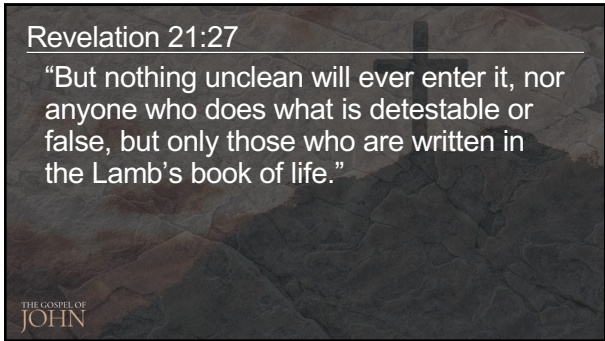 Revelation 21:27
“But nothing unclean will ever enter it, nor
anyone who does what is detestable or
false, but only those who are written in
the Lamb’s book of life.”
THE GOSPEL OF
JOHN